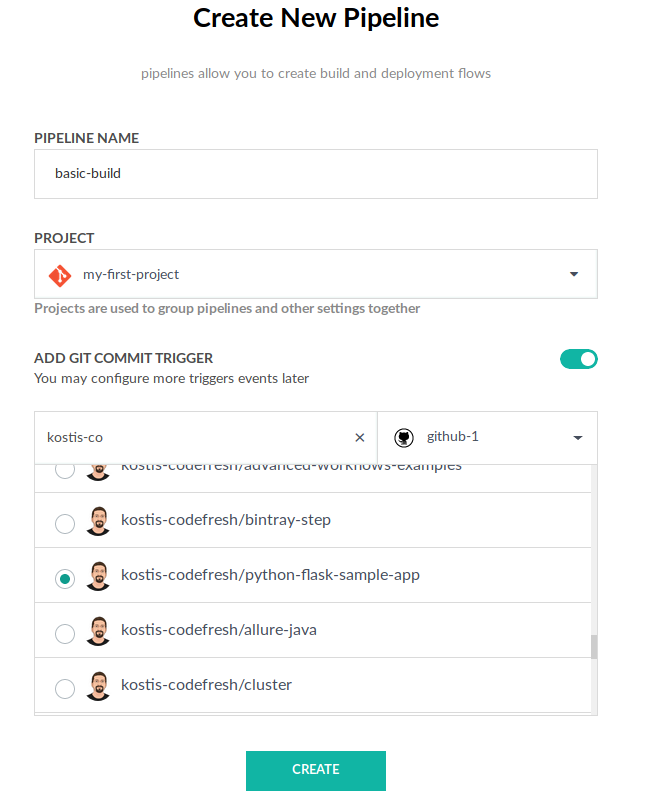 Create New Pipeline
pipelines allow you to create build and deployment flows
PIPELINE NAME
basic-build
PROJECT
my-first-project
Projects are used to group pipelines and other settings together
ADD GIT COMMIT TRIGGER
You may configure more triggers events later
kostis-co
github-1
kostis-codefresh/advanced-workflows-examples
kostis-codefresh/bintray-step
kostis-codefresh/python-flask-sample-app
kostis-codefresh/allure-java
kostis-codefresh/cluster
CREATE